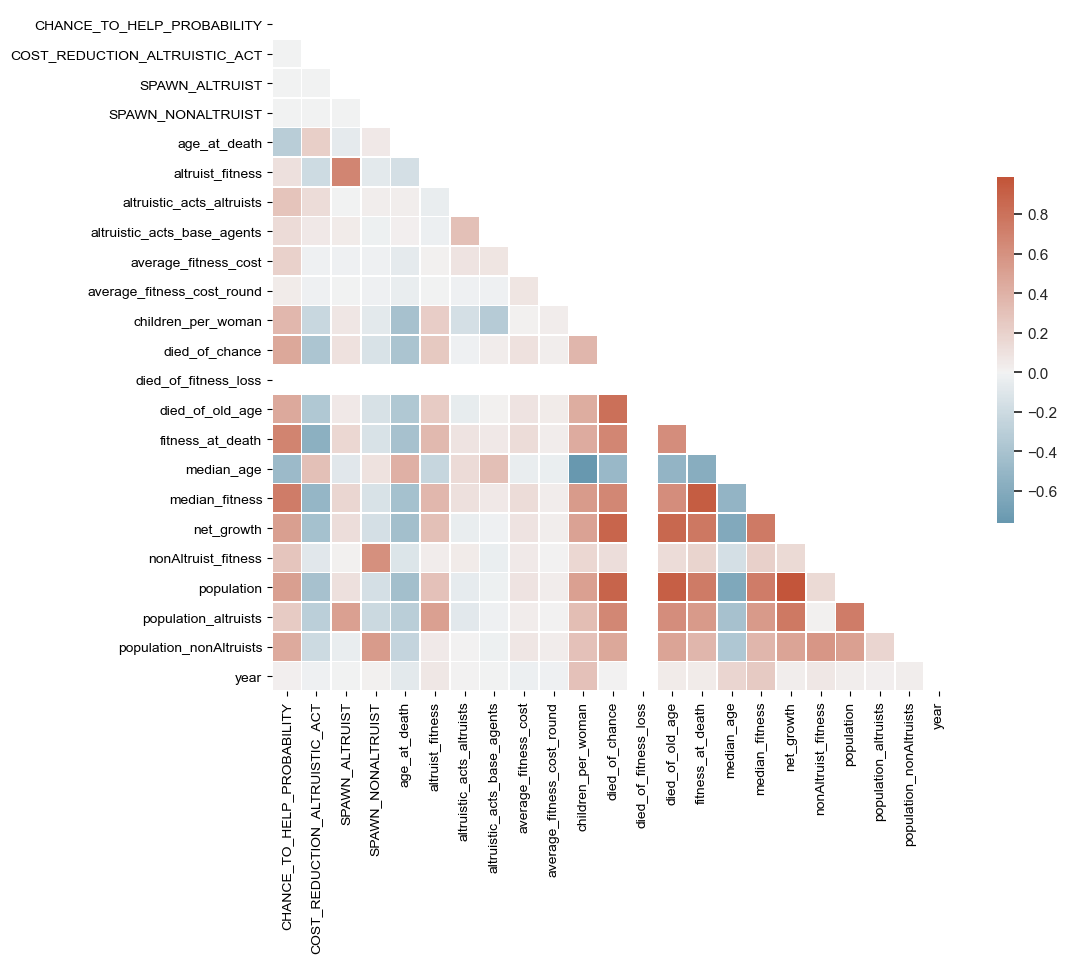 CHANCE_TO_HELP_PROBABILITY
COST_REDUCTION_ALTRUISTIC_ACT
SPAWN_ALTRUIST
SPAWN_NONALTRUIST
age_at_death
altruist_fitness
altruistic_acts_altruists
altruistic_acts_base_agents
average_fitness_cost
average_fitness_cost_round
children_per_woman
died_of_chance
died_of_fitness_loss
died_of_old_age
fitness_at_death
median_age
median_fitness
net_growth
nonAltruist_fitness
population
population_altruists
population_nonAltruists
year
CHANCE_TO_HELP_PROBABILITY
COST_REDUCTION_ALTRUISTIC_ACT
SPAWN_ALTRUIST
SPAWN_NONALTRUIST
age_at_death
altruist_fitness
altruistic_acts_altruists
altruistic_acts_base_agents
average_fitness_cost
average_fitness_cost_round
children_per_woman
died_of_chance
died_of_fitness_loss
died_of_old_age
fitness_at_death
median_age
median_fitness
net_growth
nonAltruist_fitness
population
population_altruists
population_nonAltruists
year
0.8
0.6
0.4
0.2
0.0
−0.2
−0.4
−0.6